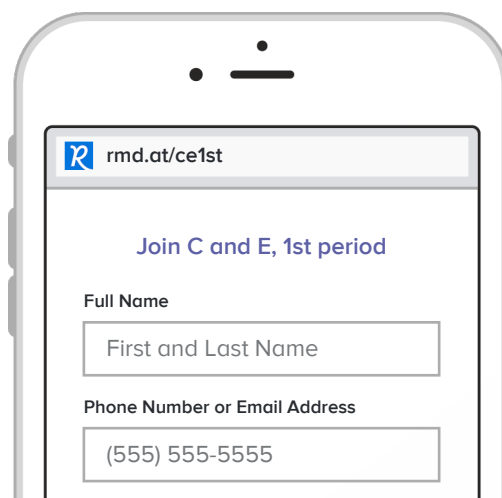 R rmd.at/ce1st
Join C and E, 1st period
Full Name
First and Last Name
Phone Number or Email Address
(555) 555-5555